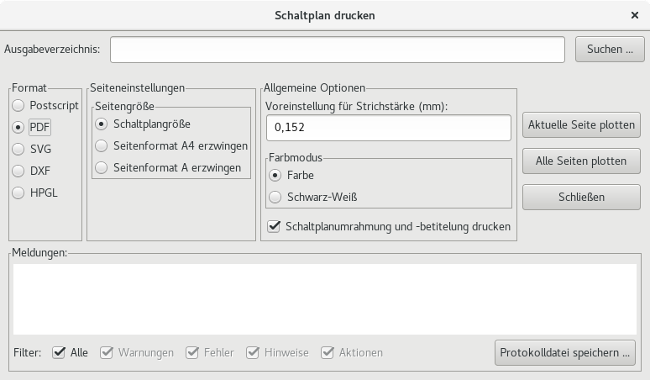 Schaltplan drucken
Ausgabeverzeichnis:
Suchen ...
Format
Postscript
PDF
SVG
DXF
HPGL
Seiteneinstellungen
Seitengröße
Schaltplangröße
Seitenformat A4 erzwingen
Seitenformat A erzwingen
Allgemeine Optionen
Voreinstellung für Strichstärke (mm):
0,152
Farbmodus
Farbe
Schwarz-Weiß
Schaltplanumrahmung und -betitelung drucken
Aktuelle Seite plotten
Alle Seiten plotten
Schließen
Meldungen:
Filter: Alle Warnungen Fehler Hinweise Aktionen
Protokolldatei speichern ...